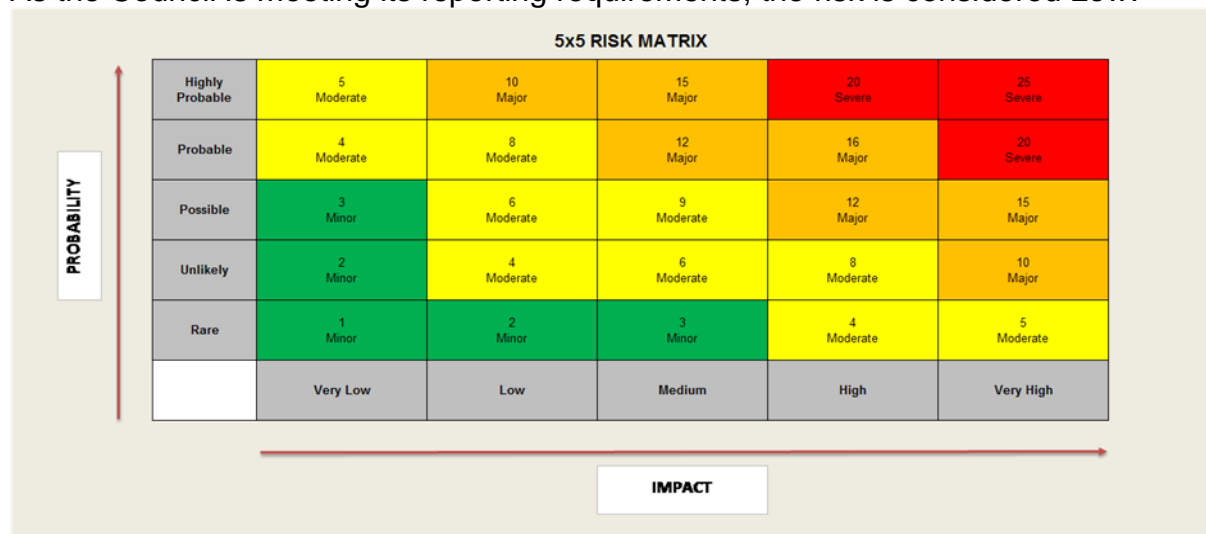 As the Council is meeting its reporting requirements, the risk is considered Low.
5x5 RISK MATRIX
PROBABILITY
Highly
Probable
5
Moderate
10
Major
15
Major
20
Severe
25
Severe
Probable
4
Moderate
8
Moderate
12
Major
16
Major
20
Severe
Possible
3
Minor
6
Moderate
9
Moderate
12
Major
15
Major
Unlikely
2
Minor
4
Moderate
6
Moderate
8
Moderate
10
Major
Rare
1
Minor
2
Minor
3
Minor
4
Moderate
5
Moderate
Very Low
Low
Medium
High
Very High
IMPACT